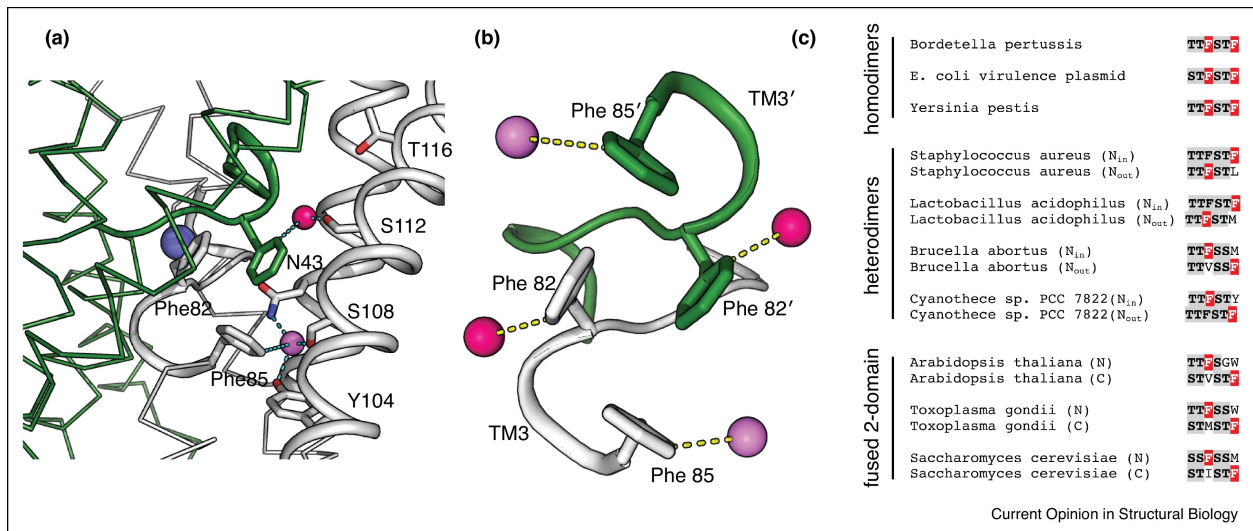 (a)
T116
S112
N43
Phe82
S108
Phe85
Y104
(b)
Phe 85′
TM3′
Phe 82
Phe 82′
TM3
Phe 85
(c)
homodimers
Bordetella pertussis TTFSTF
E. coli virulence plasmid STFSTF
Yersinia pestis TTFSTF
heterodimers
Staphylococcus aureus (Nin) TTFSTF
Staphylococcus aureus (Nout) TTFSTL
Lactobacillus acidophilus (Nin) TTFSTF
Lactobacillus acidophilus (Nout) TTFSTM
Brucella abortus (Nin) TTFSSM
Brucella abortus (Nout) TTVSSF
Cyanothece sp. PCC 7822(Nin) TTFSTY
Cyanothece sp. PCC 7822(Nout) TTFSTF
fused 2-domain
Arabidopsis thaliana (N) TTFSGW
Arabidopsis thaliana (C) STVSTF
Toxoplasma gondii (N) TTFSSW
Toxoplasma gondii (C) STMSTF
Saccharomyces cerevisiae (N) SSFSSM
Saccharomyces cerevisiae (C) STISTF
Current Opinion in Structural Biology